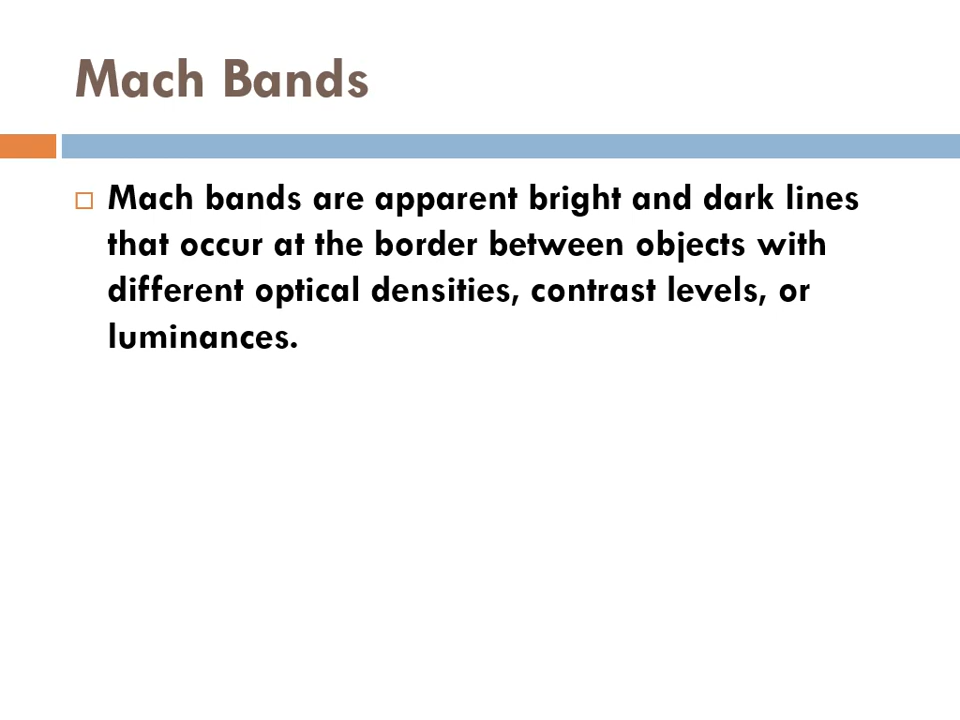 Mach Bands
Mach bands are apparent bright and dark lines
that occur at the border between objects with
different optical densities, contrast levels, or
luminances.